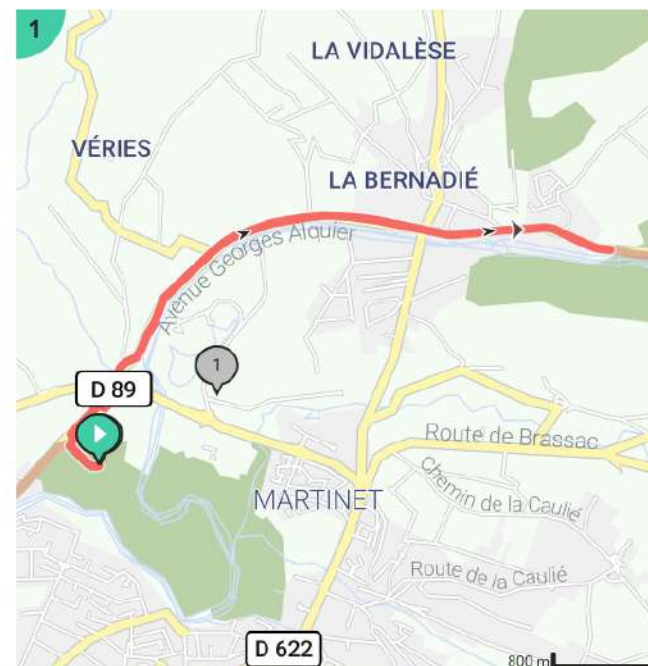 1
LA VIDALÈSE
VÉRIES
LA BERNADIÉ
Avenue Georges Alquier
1
D 89
Route de Brassac
Chemin de la Caulié
MARTINET
Route de la Caulié
D 622
800 m